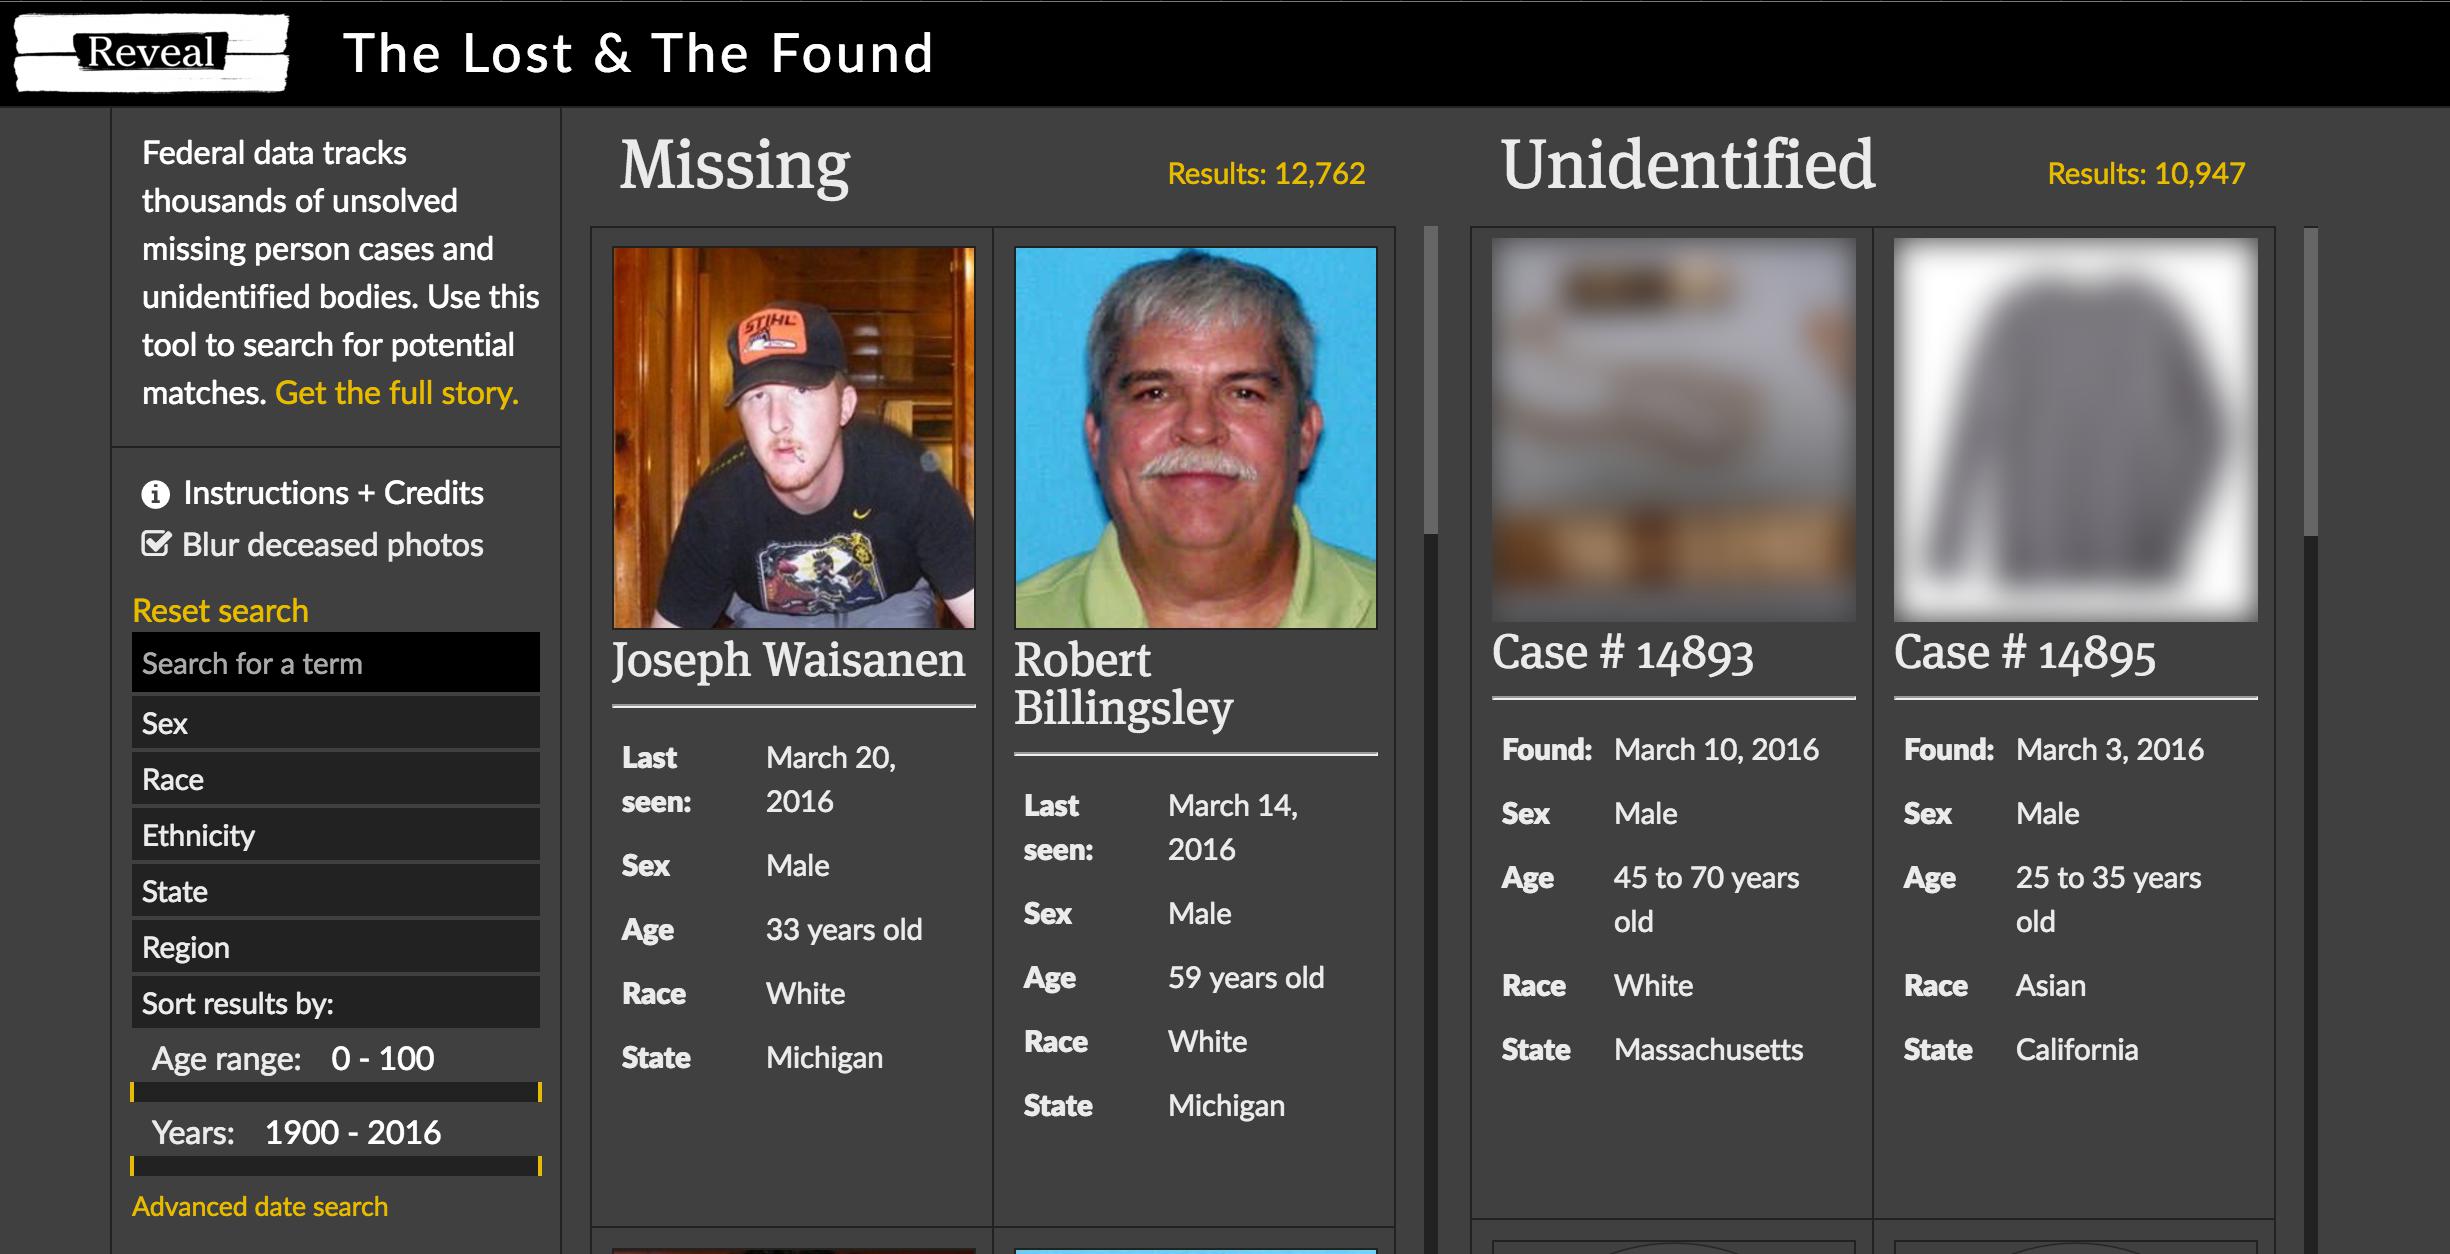 Reveal
The Lost & The Found
Federal data tracks
thousands of unsolved
missing person cases and
unidentified bodies. Use this
tool to search for potential
matches. Get the full story.
Instructions + Credits
Blur deceased photos
Reset search
Search for a term
Sex
Race
Ethnicity
State
Region
Sort results by:
Age range: 0 - 100
Years: 1900 - 2016
Advanced date search
Missing
Results: 12,762
STIHL
Joseph Waisanen
Last seen: March 20, 2016
Sex Male
Age 33 years old
Race White
State Michigan
Robert
Billingsley
Last seen: March 14, 2016
Sex Male
Age 59 years old
Race White
State Michigan
Unidentified
Results: 10,947
Case # 14893
Found: March 10, 2016
Sex Male
Age 45 to 70 years old
Race White
State Massachusetts
Case # 14895
Found: March 3, 2016
Sex Male
Age 25 to 35 years old
Race Asian
State California